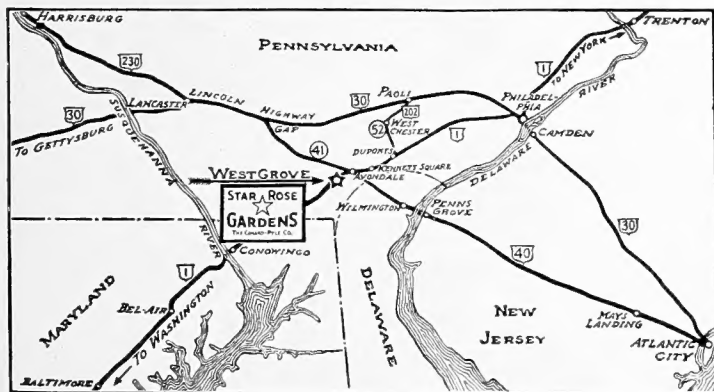 HARRISBURG
PENNSYLVANIA
TRENTON
TO NEW YORK
1
230
SUSQUEHANNA
RIVER
LANCASTER
LINCOLN
HIGHWAY
GAP
30
PAOLI
202
52
WEST
CHESTER
1
PHILADEL-
PHIA
RIVER
DELAWARE
CAMDEN
30
TO GETTYSBURG
41
DUPONTS
KENNETT SQUARE
AVONDALE
WEST GROVE
STAR ROSE
GARDENS
THE CONARD-PYLE CO.
WILMINGTON
PENNS
GROVE
30
40
CONOWINGO
1
MARYLAND
BEL-AIR
TO WASHINGTON
BALTIMORE
DELAWARE
NEW
JERSEY
MAYS
LANDING
ATLANTIC
CITY